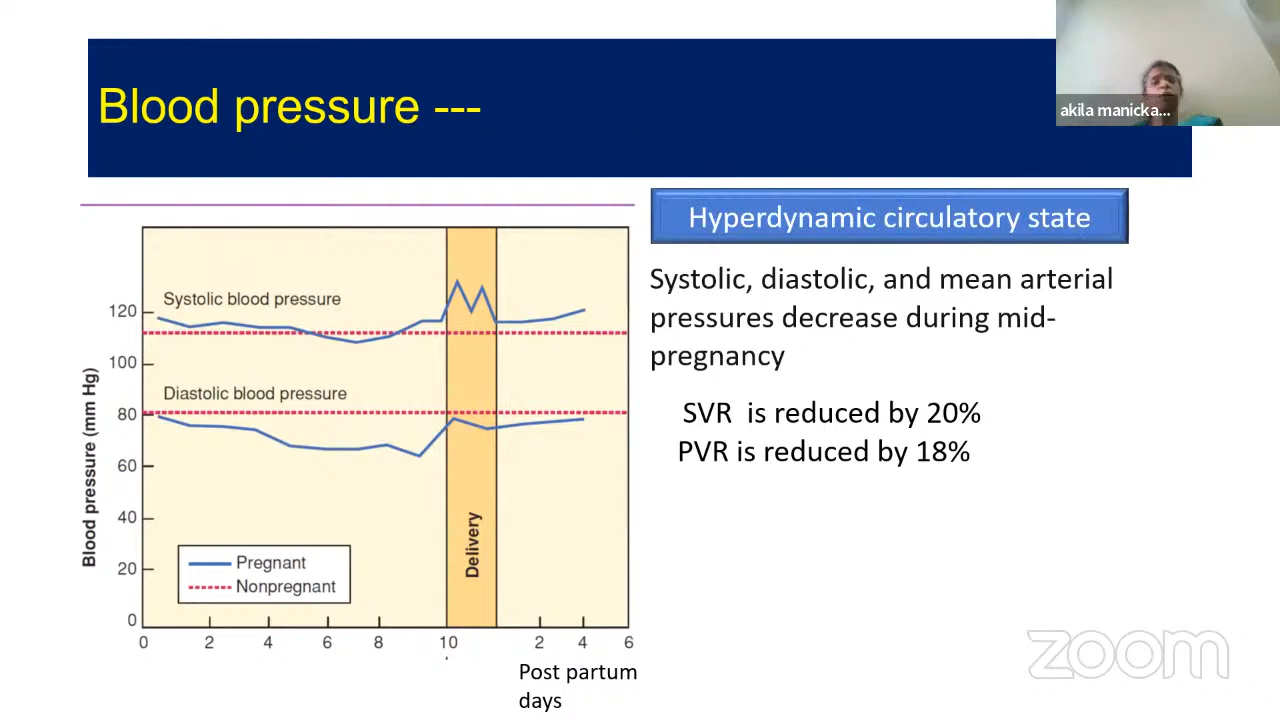 Blood pressure ---
akila manicka...
Hyperdynamic circulatory state
Systolic, diastolic, and mean arterial
pressures decrease during mid-
pregnancy
SVR is reduced by 20%
PVR is reduced by 18%
Blood pressure (mm Hg)
120
100
80
60
40
20
0
Systolic blood pressure
Diastolic blood pressure
Pregnant
Nonpregnant
Delivery
0 2 4 6 8 10 2 4 6
Post partum
days
zoom